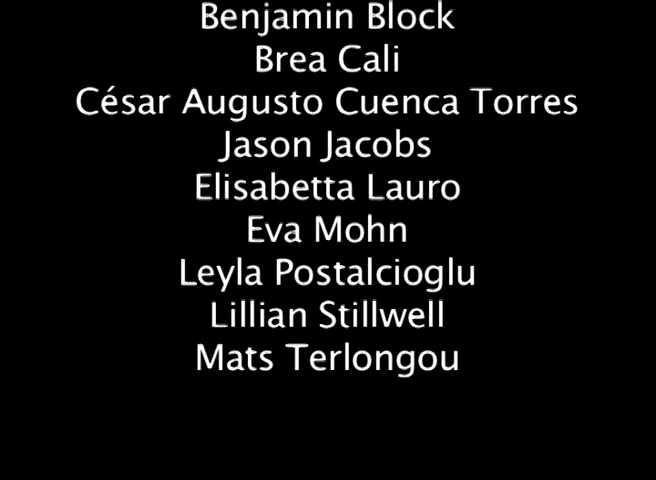 Benjamin Block
Brea Cali
César Augusto Cuenca Torres
Jason Jacobs
Elisabetta Lauro
Eva Mohn
Leyla Postalcioglu
Lillian Stillwell
Mats Terlongou